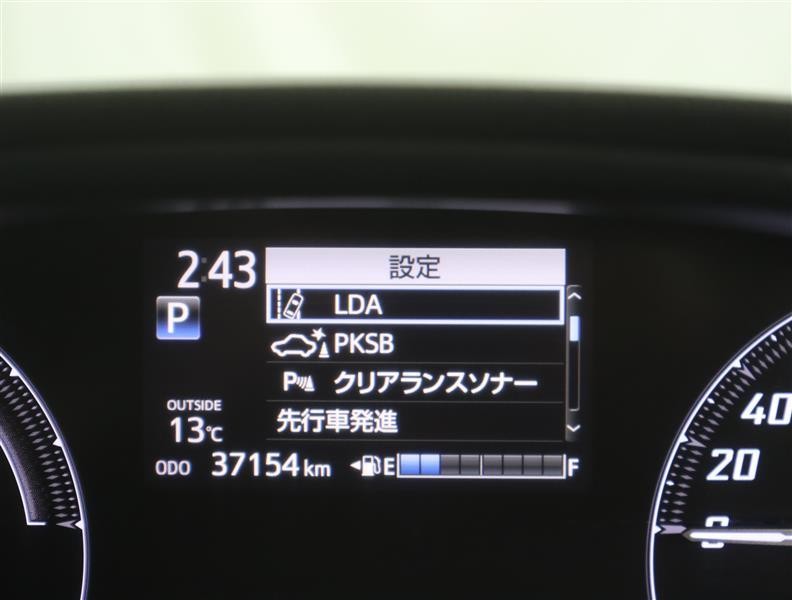 2:43
設定
LDA
P
PKSB
P クリアランスソナー
OUTSIDE
先行車発進
13℃
ODO 37154 km E F
40
20
0